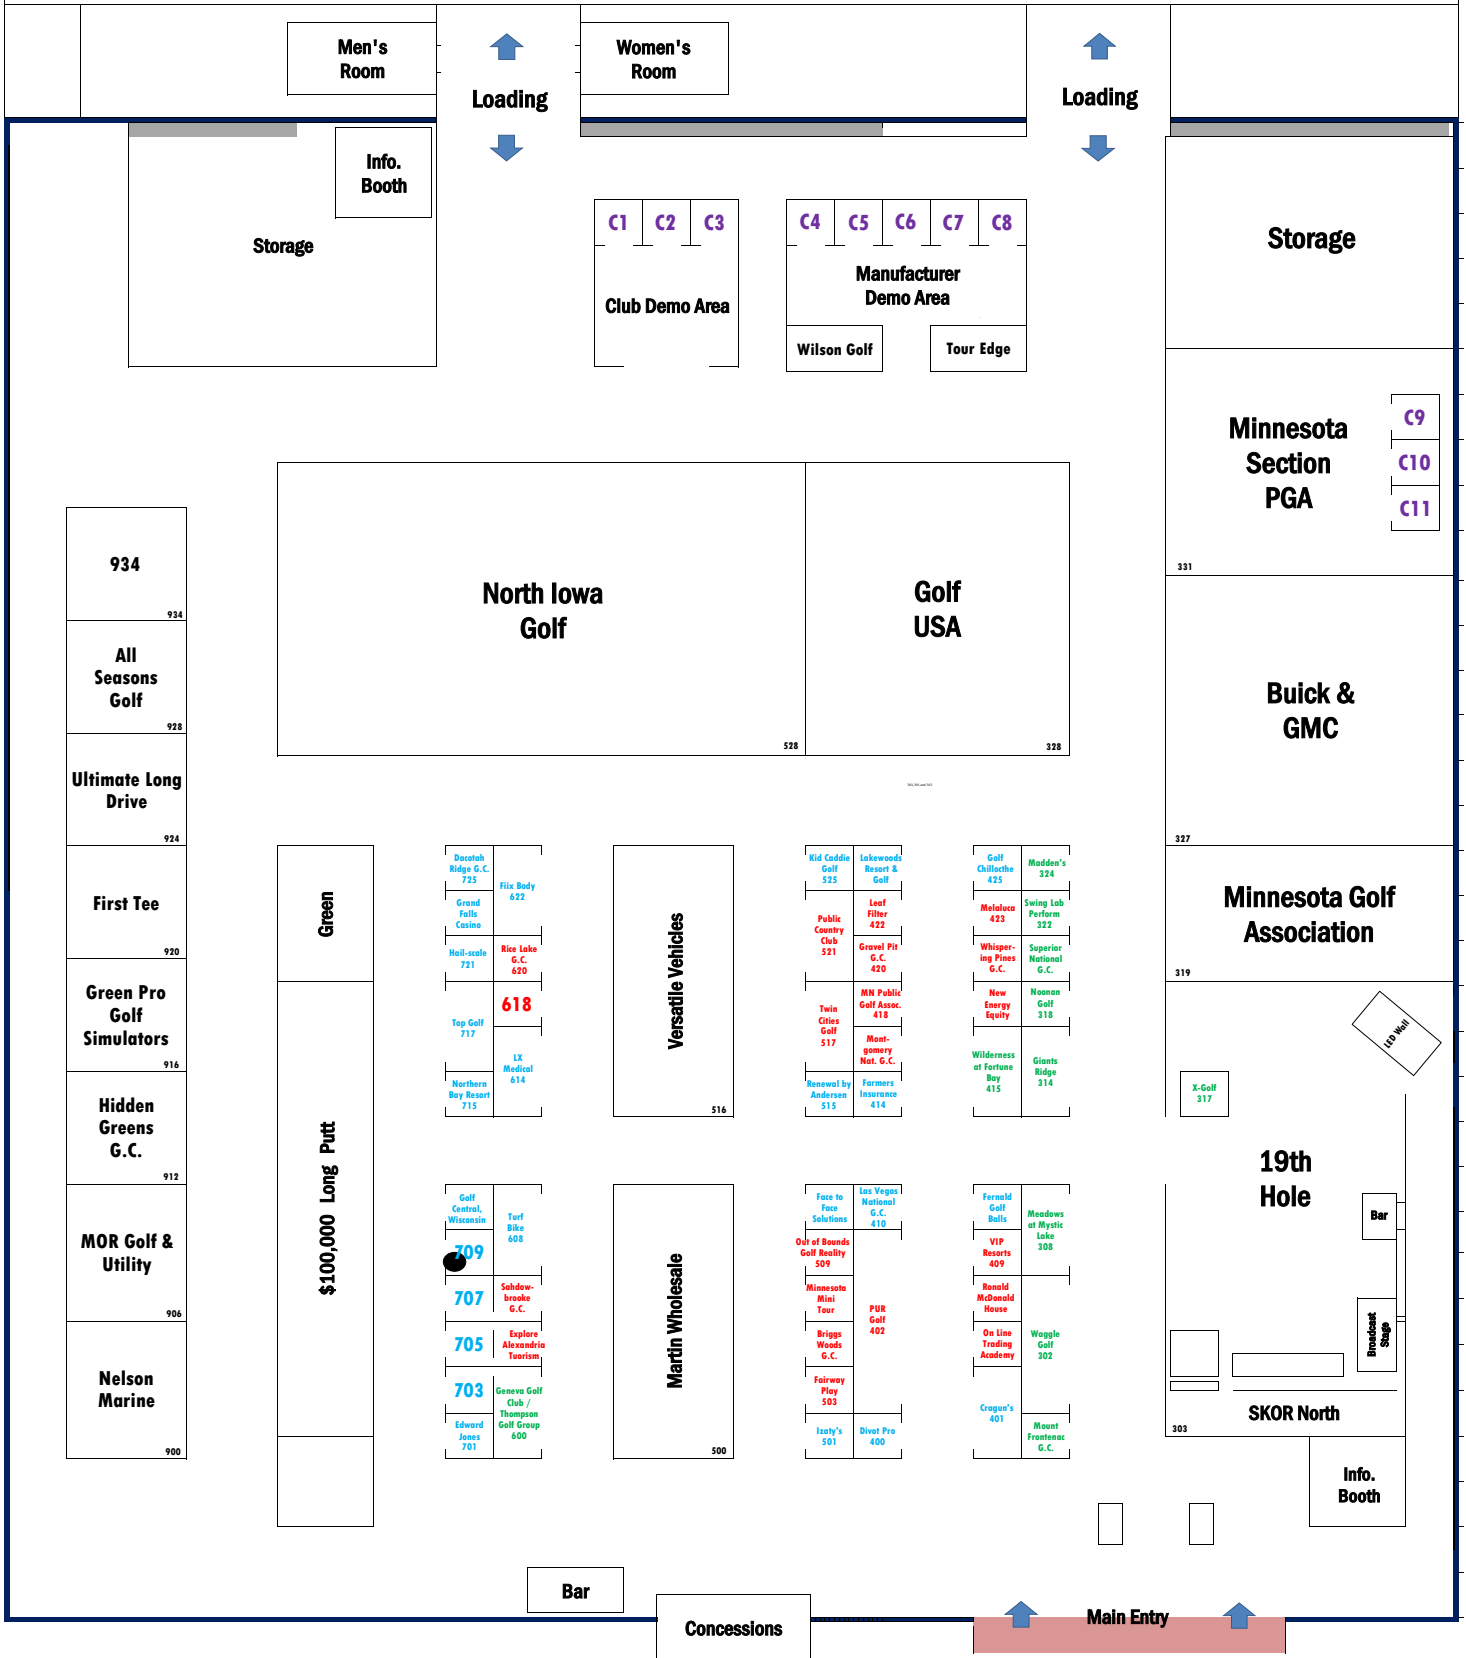 Men's
Room
Women's
Room
Loading
Loading
Info.
Booth
Storage
C1
C2
C3
Club Demo Area
C4
C5
C6
C7
C8
Manufacturer
Demo Area
Wilson Golf
Tour Edge
Storage
Minnesota
Section
PGA
331
C9
C10
C11
North Iowa
Golf
528
Golf
USA
328
Buick &
GMC
327
934
934
All
Seasons
Golf
928
Ultimate Long
Drive
924
First Tee
920
Green Pro
Golf
Simulators
916
Hidden
Greens
G.C.
912
MOR Golf &
Utility
906
Nelson
Marine
900
Green
$100,000 Long Putt
Dacotah
Ridge G.C.
725
Fiix Body
622
Grand
Falls
Casino
Hail-scale
721
Rice Lake
G.C.
620
Top Golf
717
618
LX
Medical
614
Northern
Bay Resort
715
Versatile Vehicles
516
Kid Caddie
Golf
525
Lakewoods
Resort &
Golf
Public
Country
Club
521
Leaf
Filter
422
Gravel Pit
G.C.
420
Twin
Cities
Golf
517
MN Public
Golf Assoc.
418
Mont-
gomery
Nat. G.C.
Renewal by
Andersen
515
Farmers
Insurance
414
Golf
Chillocthe
425
Madden's
324
Melaluca
423
Swing Lab
Perform
322
Whisper-
ing Pines
G.C.
Superior
National
G.C.
New
Energy
Equity
Noonan
Golf
318
Wilderness
at Fortune
Bay
415
Giants
Ridge
314
Minnesota Golf
Association
319
LED Wall
X-Golf
317
19th
Hole
Bar
Broadcast
Stage
SKOR North
303
Info.
Booth
Golf
Central,
Wisconsin
Turf
Bike
608
709
707
Sahdow-
brooke
G.C.
705
Explore
Alexandria
Tuorism
703
Geneva Golf
Club /
Thompson
Golf Group
600
Edward
Jones
701
Martin Wholesale
500
Face to
Face
Solutions
Las Vegas
National
G.C.
410
Out of Bounds
Golf Reality
509
Minnesota
Mini
Tour
PUR
Golf
402
Briggs
Woods
G.C.
Fairway
Play
503
Izaty's
501
Divot Pro
400
Fernald
Golf
Balls
Meadows
at Mystic
Lake
308
VIP
Resorts
409
Ronald
McDonald
House
Waggle
Golf
302
On Line
Trading
Academy
Cragun's
401
Mount
Frontenac
G.C.
Bar
Concessions
Main Entry